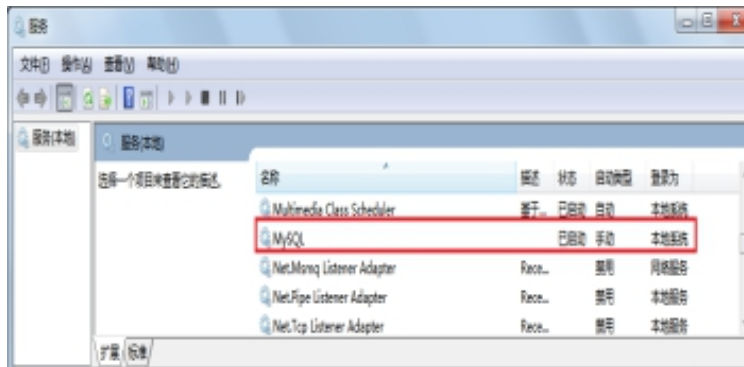 服务
文件(F) 操作(A) 查看(V) 帮助(H)
服务(本地)
服务(本地)
选择一个项目来查看它的描述。
名称 描述 状态 启动类型 登录为
Multimedia Class Scheduler 基于... 已启动 自动 本地系统
MySQL 已启动 手动 本地系统
Net.Msmq Listener Adapter Rece... 禁用 网络服务
Net.Pipe Listener Adapter Rece... 禁用 本地服务
Net.Tcp Listener Adapter Rece... 禁用 本地服务
扩展 标准